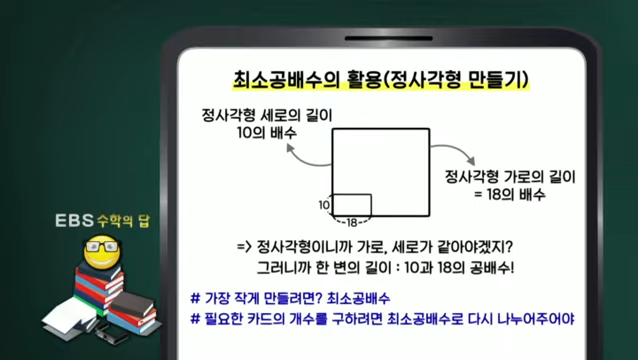 최소공배수의 활용(정사각형 만들기)
정사각형 세로의 길이
10의 배수
정사각형 가로의 길이
= 18의 배수
10
18
EBS 수학의 답
=> 정사각형이니까 가로, 세로가 같아야겠지?
그러니까 한 변의 길이 : 10과 18의 공배수!
# 가장 작게 만들려면? 최소공배수
# 필요한 카드의 개수를 구하려면 최소공배수로 다시 나누어주어야